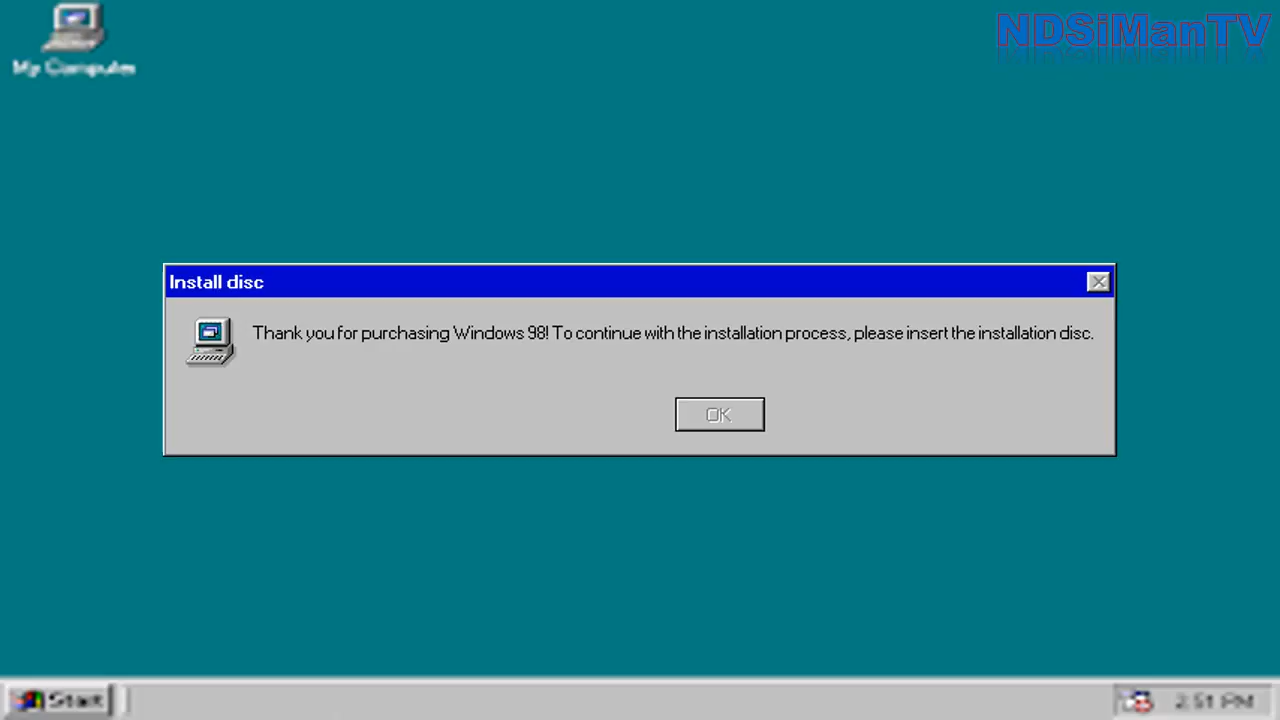 My Computer
NDSiManTV
Install disc
Thank you for purchasing Windows 98! To continue with the installation process, please insert the installation disc.
OK
Start
2:51 PM